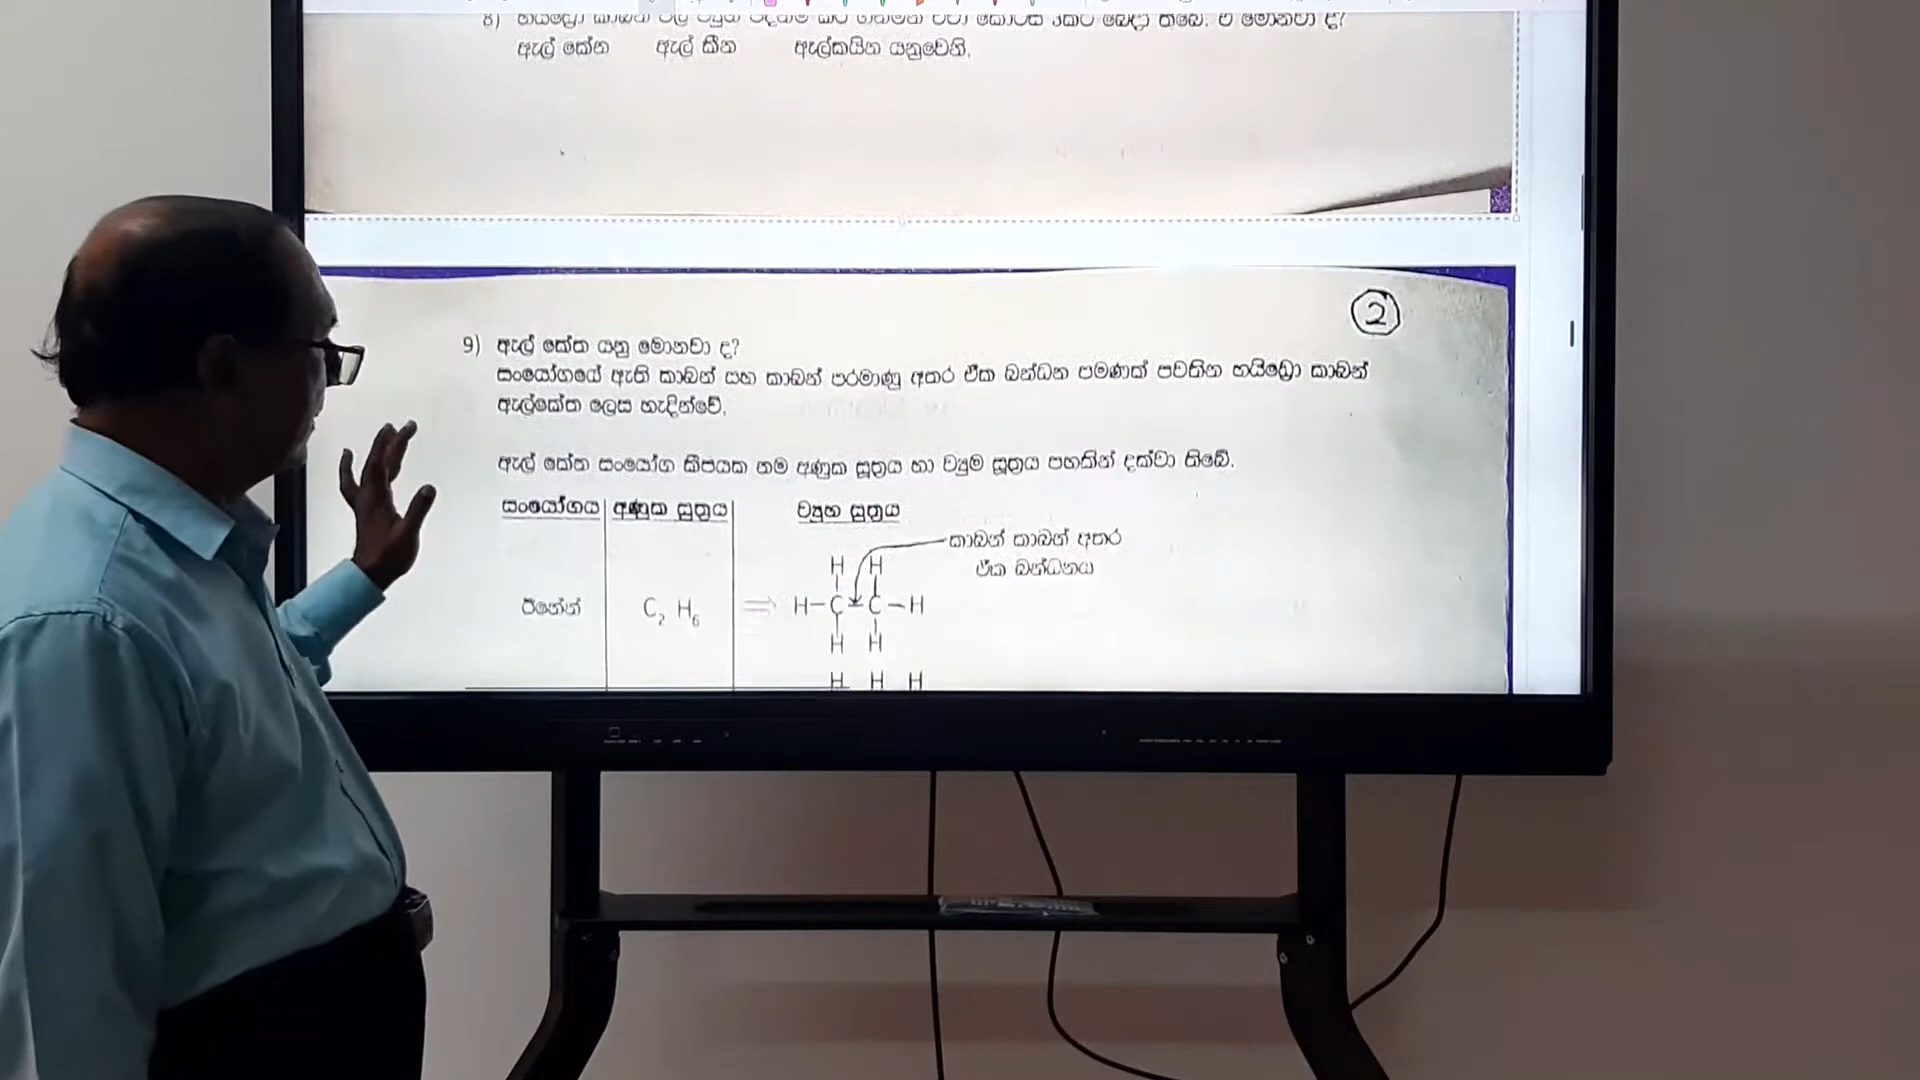 ඇල් කේන ඇල් කීන ඇල්කයින යනුවෙනි.
2
9) ඇල් කේන යනු මොනවා ද?
සංයෝගයේ ඇති කාබන් සහ කාබන් පරමාණු අතර ඒක බන්ධන පමණක් පවතින හයිඩ්‍රො කාබන්
ඇල්කේන ලෙස හැදින්වේ.
ඇල් කේන සංයෝග කීපයක නම අණුක සූත්‍රය හා ව්‍යුම සූත්‍රය පහතින් දක්වා තිබේ.
සංයෝගය අණුක සූත්‍රය ව්‍යුහ සූත්‍රය
කාබන් කාබන් අතර
ඒක බන්ධනය
H H
ඊතේන් C₂ H₆ ⇒ H–C–C–H
H H
H H H